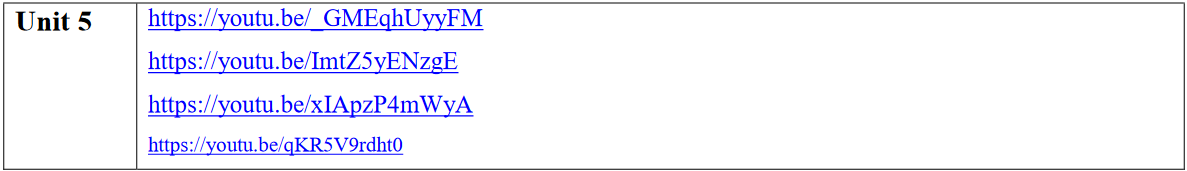 Unit 5
https://youtu.be/_GMEqhUyyFM
https://youtu.be/ImtZ5yENzgE
https://youtu.be/xIApzP4mWyA
https://youtu.be/qKR5V9rdht0